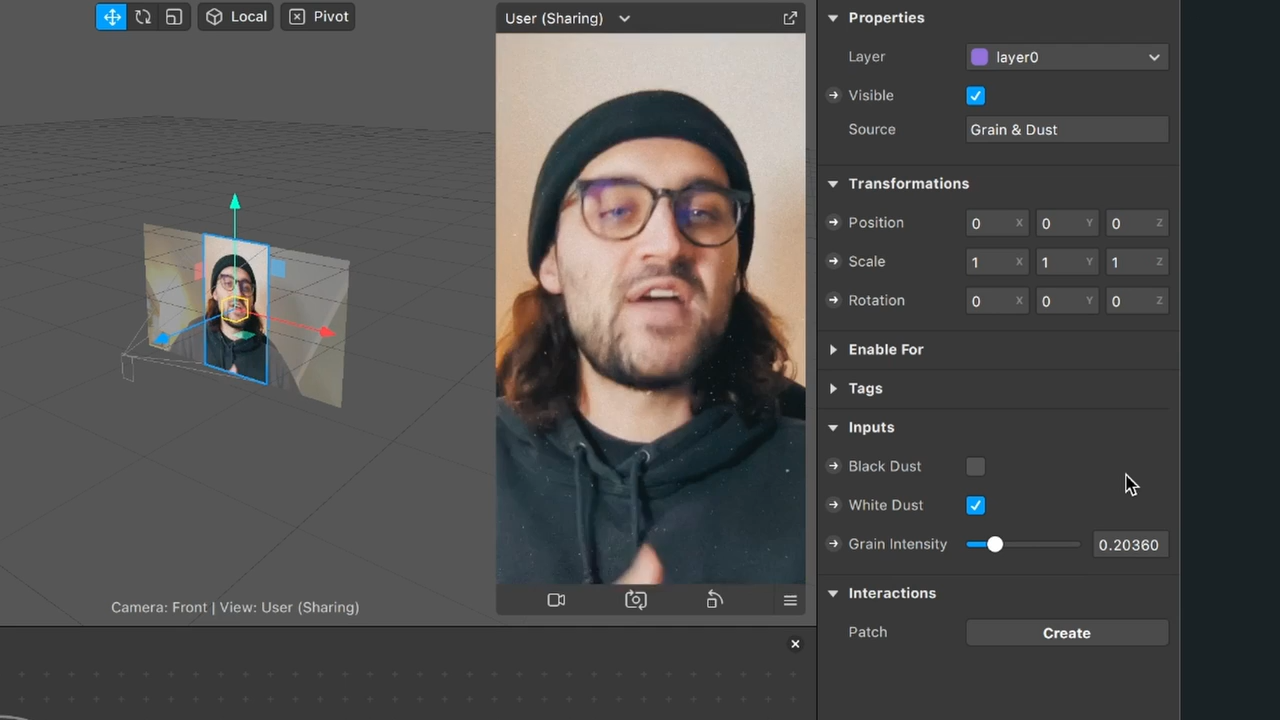 Local
Pivot
User (Sharing)
Camera: Front | View: User (Sharing)
Properties
Layer
layer0
Visible
Source
Grain & Dust
Transformations
Position
0 X
0 Y
0 Z
Scale
1 X
1 Y
1 Z
Rotation
0 X
0 Y
0 Z
Enable For
Tags
Inputs
Black Dust
White Dust
Grain Intensity
0.20360
Interactions
Patch
Create